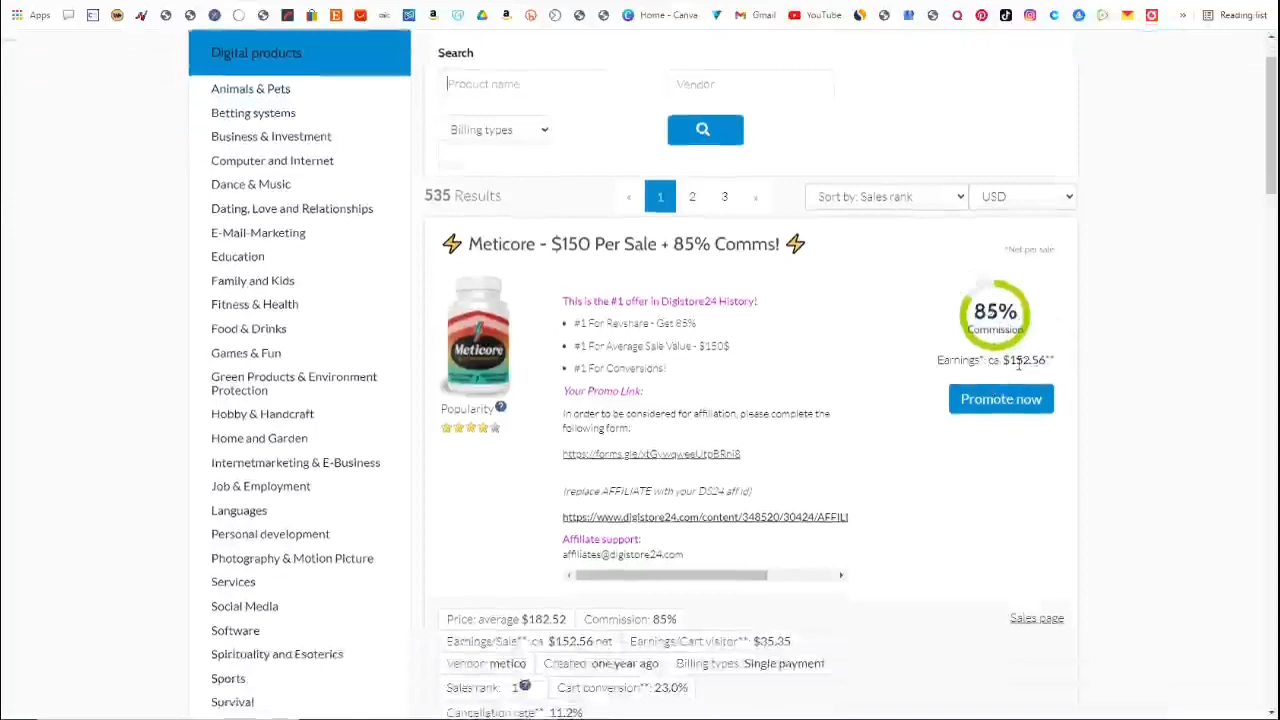 Apps
Home - Canva
Gmail
YouTube
»
Reading list
Digital products
Animals & Pets
Betting systems
Business & Investment
Computer and Internet
Dance & Music
Dating, Love and Relationships
E-Mail-Marketing
Education
Family and Kids
Fitness & Health
Food & Drinks
Games & Fun
Green Products & Environment
Protection
Hobby & Handcraft
Home and Garden
Internetmarketing & E-Business
Job & Employment
Languages
Personal development
Photography & Motion Picture
Services
Social Media
Software
Spirituality and Esoterics
Sports
Survival
Search
Product name
Vendor
Billing types
535 Results
« 1 2 3 »
Sort by: Sales rank
USD
Meticore - $150 Per Sale + 85% Comms!
*Net per sale
Meticore
Popularity
This is the #1 offer in Digistore24 History!
• #1 For Revshare - Get 85%
• #1 For Average Sale Value - $150$
• #1 For Conversions!
Your Promo Link:
In order to be considered for affiliation, please complete the
following form:
(replace AFFILIATE with your DS24 aff id)
https://www.digistore24.com/content/348520/30424/AFFILI
Affiliate support:
affiliates@digistore24.com
85%
Commission
Earnings*: ca. $152.56**
Promote now
Price: average $182.52
Commission: 85%
Sales page
Earnings/Sale**: ca. $152.56 net
Earnings/Cart visitor**: $35.35
Vendor: metico
Created: one year ago
Billing types: Single payment
Sales rank: 1
Cart conversion**: 23.0%
Cancellation rate**: 11.2%